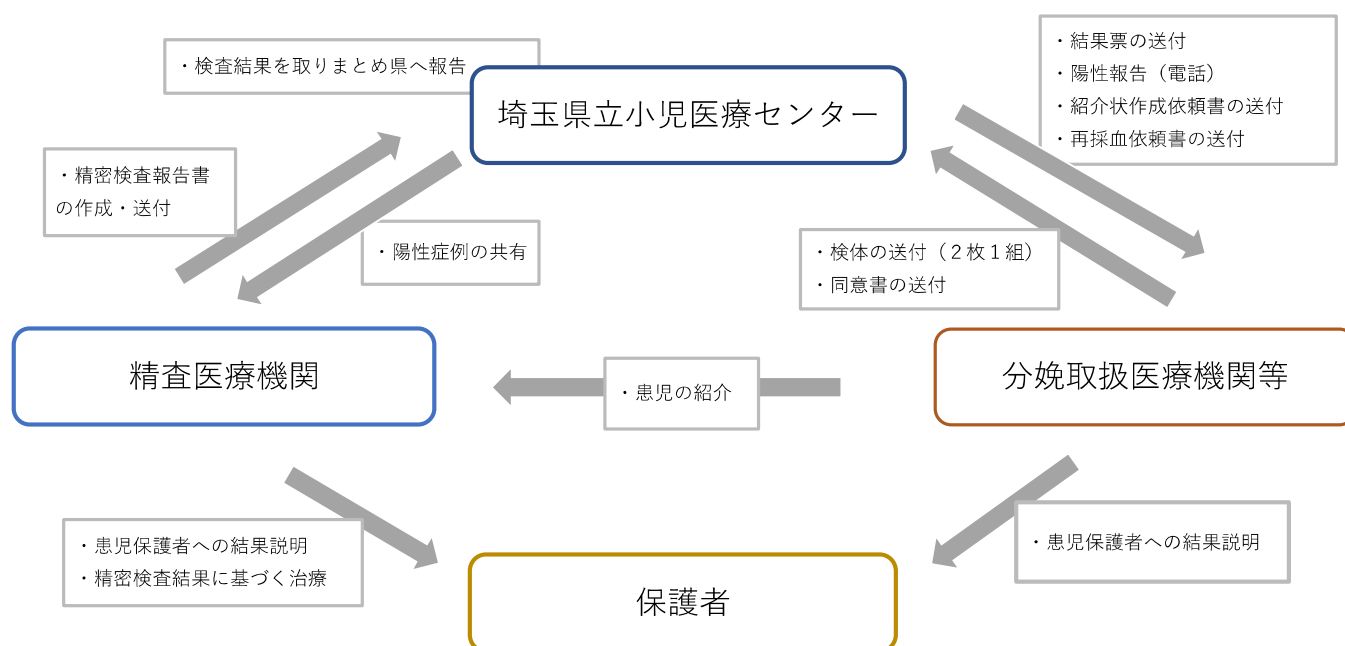 ・検査結果を取りまとめ県へ報告
埼玉県立小児医療センター
・結果票の送付
・陽性報告（電話）
・紹介状作成依頼書の送付
・再採血依頼書の送付
・精密検査報告書
の作成・送付
・陽性症例の共有
・検体の送付（２枚１組）
・同意書の送付
精査医療機関
・患児の紹介
分娩取扱医療機関等
・患児保護者への結果説明
・精密検査結果に基づく治療
・患児保護者への結果説明
保護者